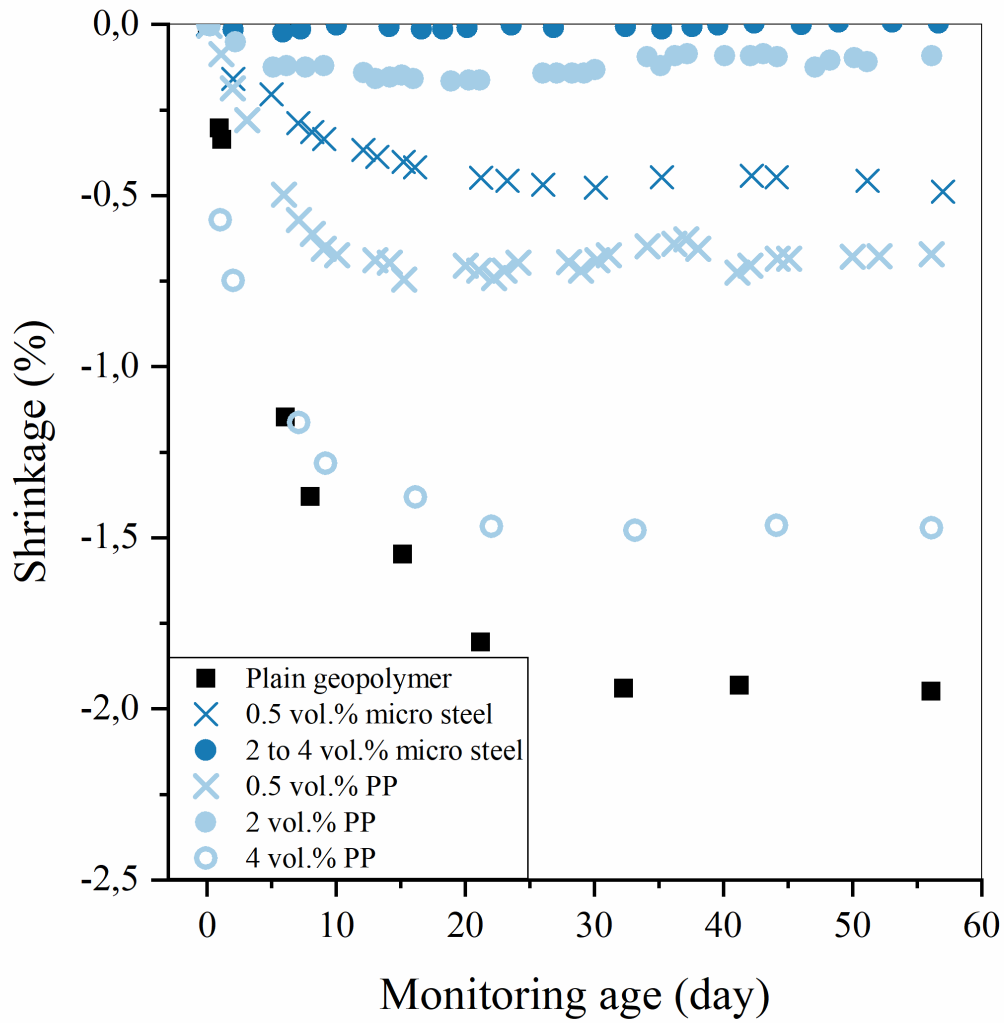 0,0
-0,5
-1,0
-1,5
-2,0
-2,5
Shrinkage (%)
Plain geopolymer
0.5 vol.% micro steel
2 to 4 vol.% micro steel
0.5 vol.% PP
2 vol.% PP
4 vol.% PP
0 10 20 30 40 50 60
Monitoring age (day)